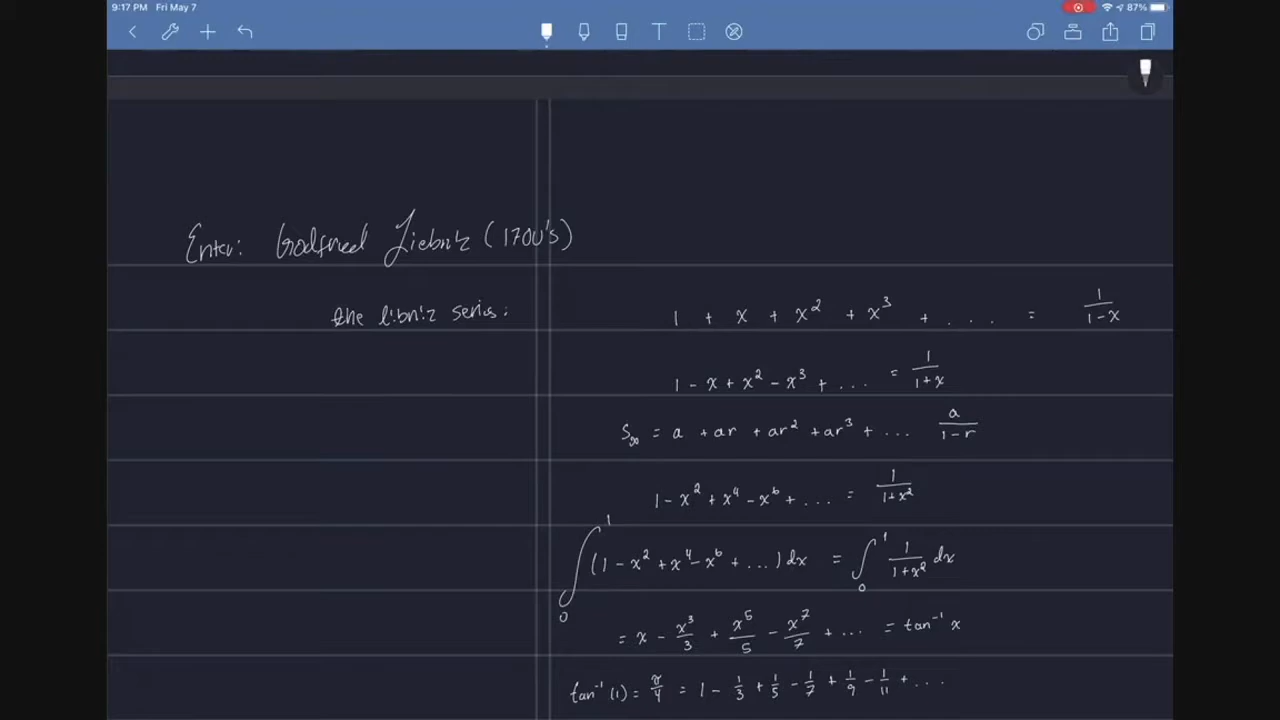 9:17 PM Fri May 7 87%
T
Enter: Godfreed Liebniz (1700's)
the libniz series:
1 + x + x² + x³ + . . . . = 1/(1-x)
1 - x + x² - x³ + ... = 1/(1+x)
S∞ = a + ar + ar² + ar³ + ... a/(1-r)
1 - x² + x⁴ - x⁶ + ... = 1/(1+x²)
∫₀¹ (1 - x² + x⁴ - x⁶ + ...) dx = ∫₀¹ 1/(1+x²) dx
= x - x³/3 + x⁵/5 - x⁷/7 + ... = tan⁻¹ x
tan⁻¹(1) = π/4 = 1 - 1/3 + 1/5 - 1/7 + 1/9 - 1/11 + ...